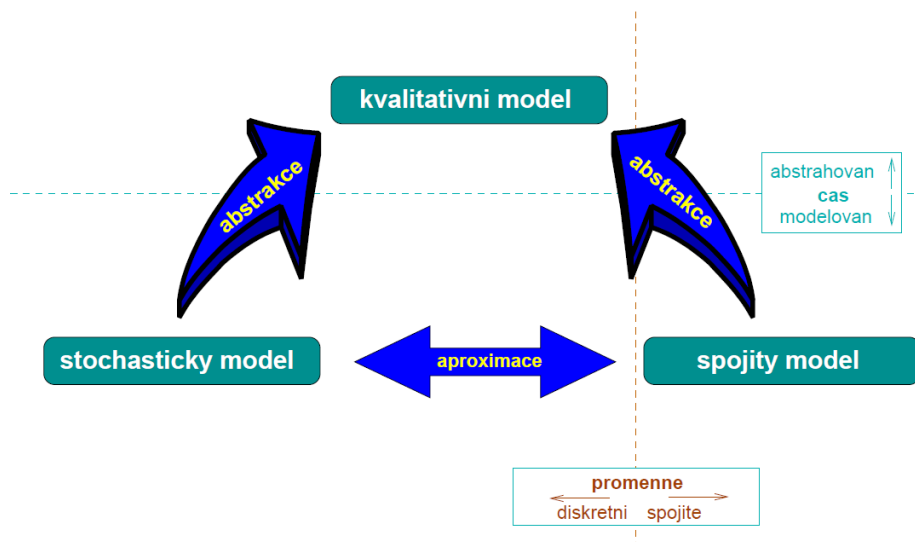 kvalitativni model
abstrakce
abstrakce
abstrahovan
cas
modelovan
stochasticky model
aproximace
spojity model
promenne
diskretni spojite